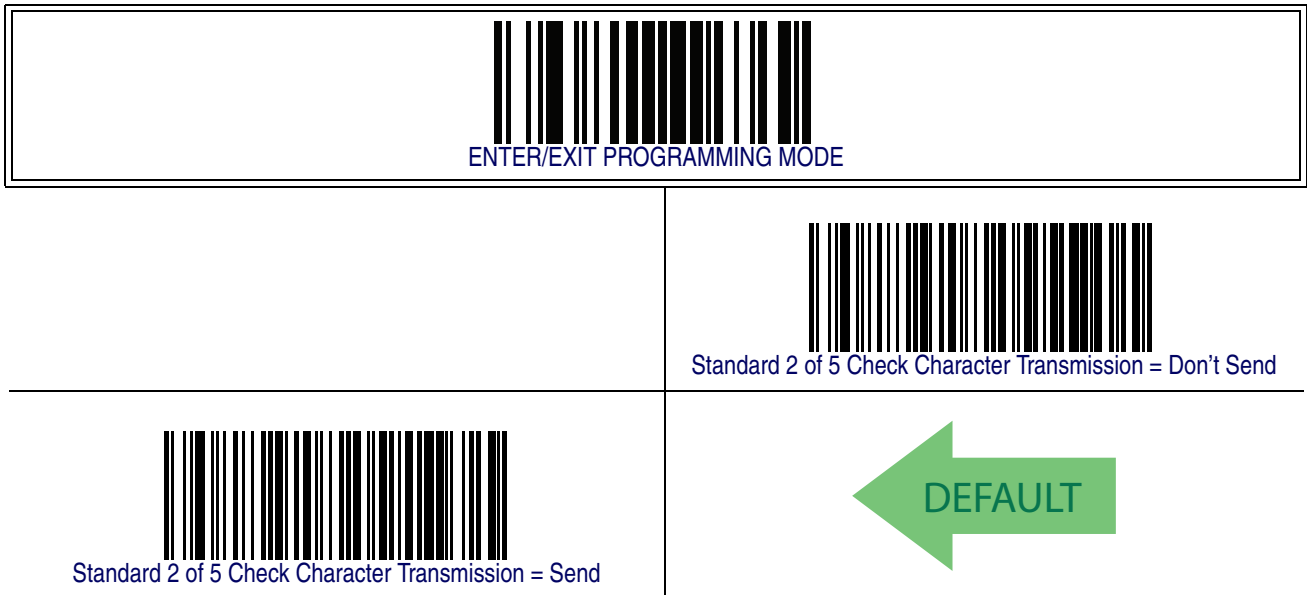 ENTER/EXIT PROGRAMMING MODE
Standard 2 of 5 Check Character Transmission = Don't Send
Standard 2 of 5 Check Character Transmission = Send
DEFAULT